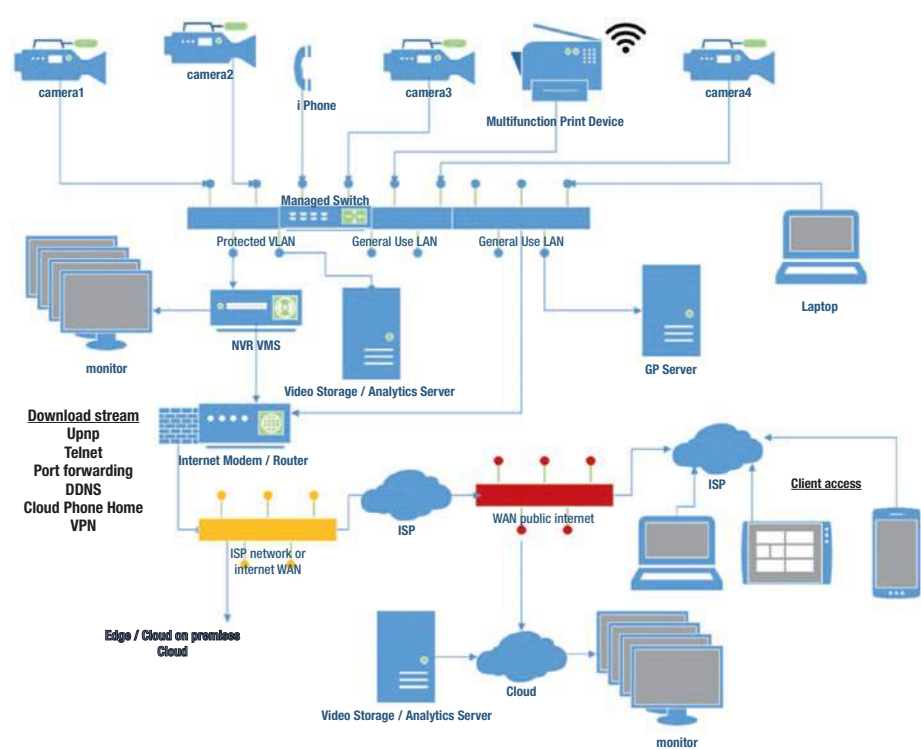 camera1
camera2
i Phone
camera3
Multifunction Print Device
camera4
Managed Switch
Protected VLAN
General Use LAN
General Use LAN
Laptop
monitor
NVR VMS
Video Storage / Analytics Server
GP Server
Download stream
Upnp
Telnet
Port forwarding
DDNS
Cloud Phone Home
VPN
Internet Modem / Router
ISP network or
internet WAN
ISP
WAN public internet
ISP
Client access
Edge / Cloud on premises
Cloud
Video Storage / Analytics Server
Cloud
monitor